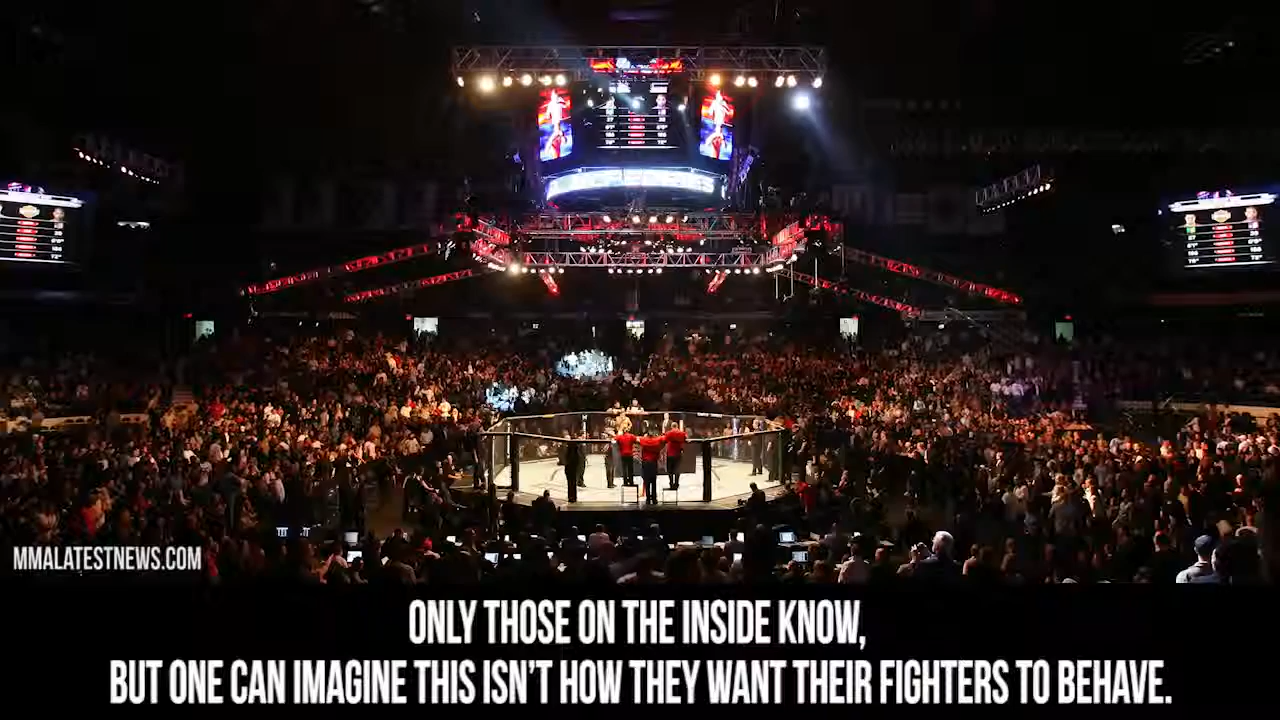 MMALATESTNEWS.COM
ONLY THOSE ON THE INSIDE KNOW,
BUT ONE CAN IMAGINE THIS ISN'T HOW THEY WANT THEIR FIGHTERS TO BEHAVE.